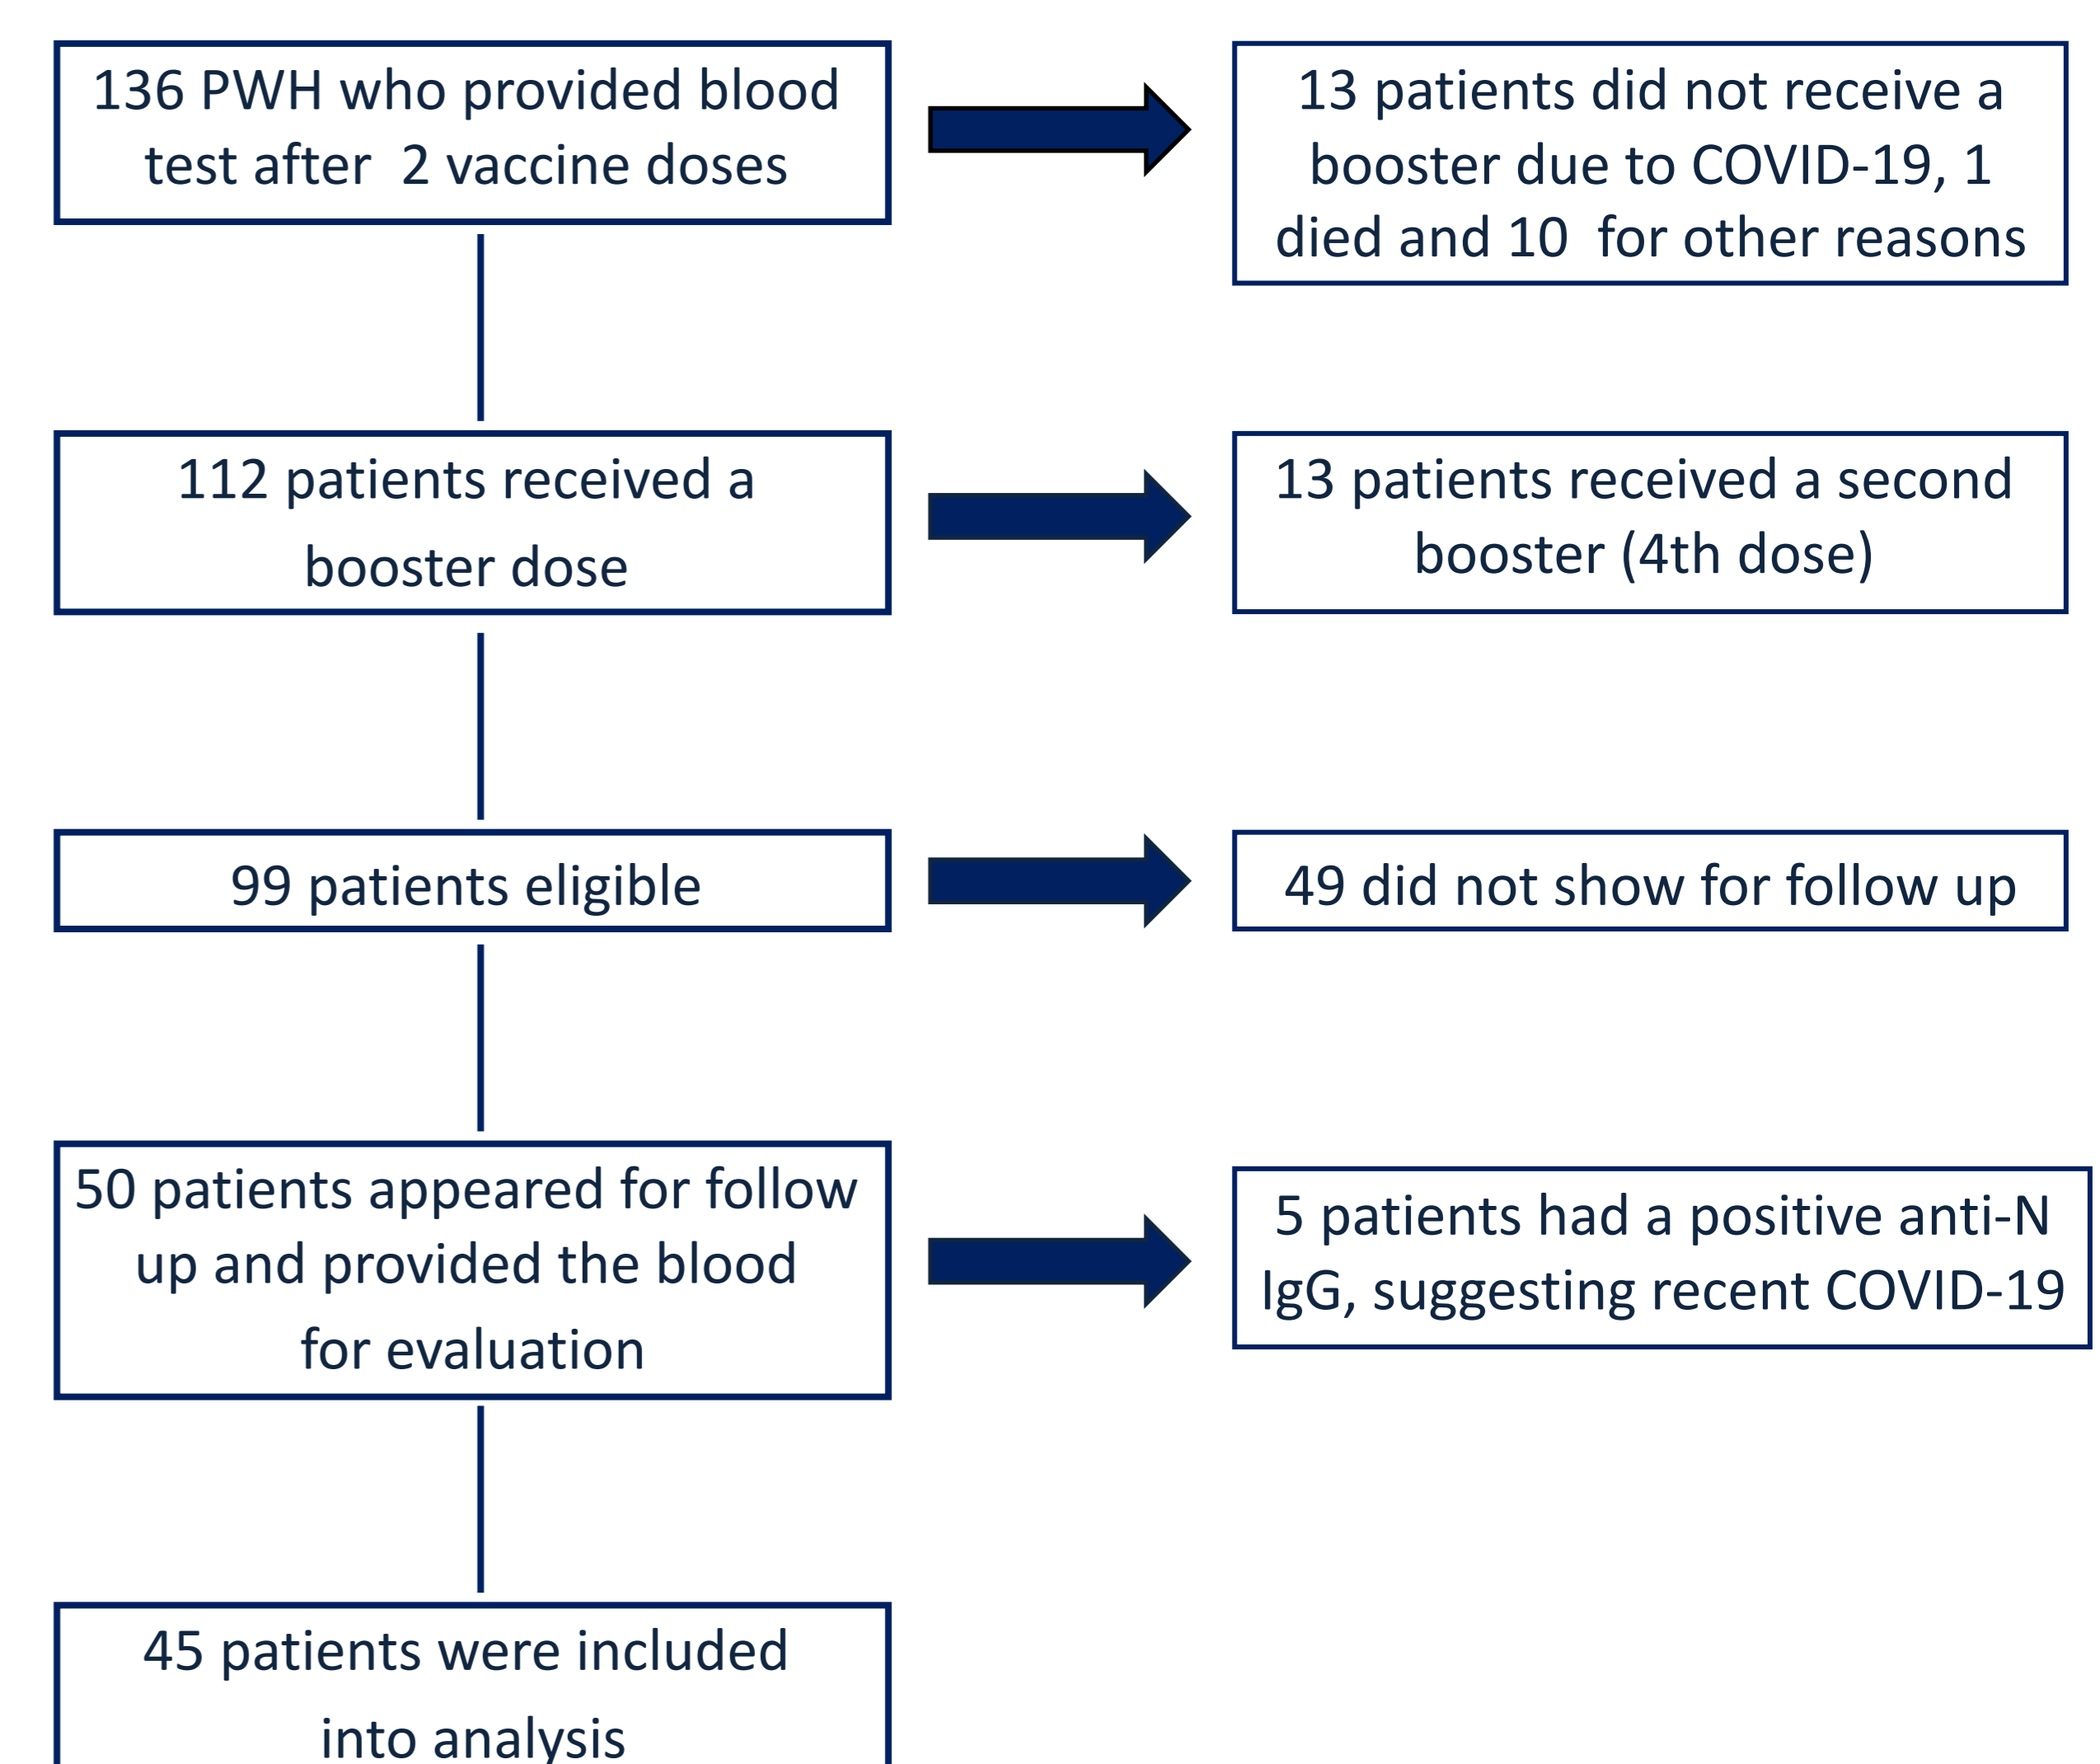 136 PWH who provided blood
test after  2 vaccine doses
13 patients did not receive a
booster due to COVID-19, 1
died and 10  for other reasons
112 patients received a
booster dose
13 patients received a second
booster (4th dose)
99 patients eligible
49 did not show for follow up
50 patients appeared for follow
up and provided the blood
for evaluation
5 patients had a positive anti-N
IgG, suggesting recent COVID-19
45 patients were included
into analysis